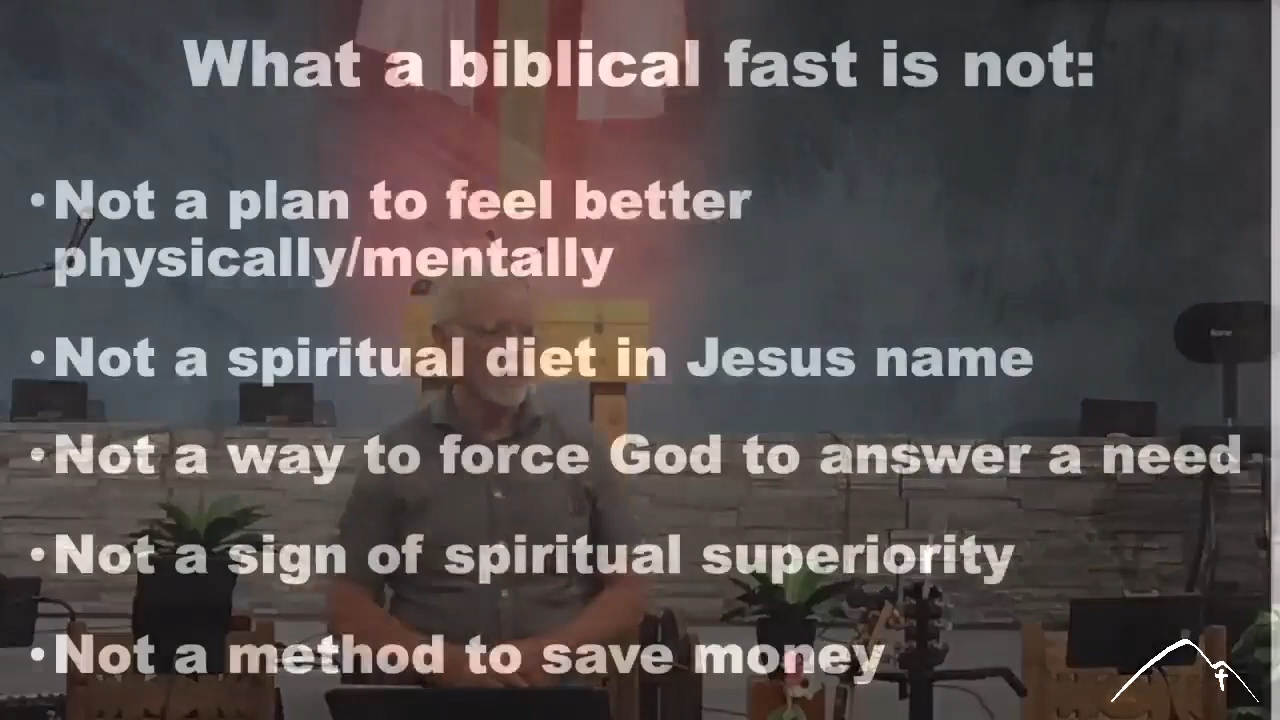 What a biblical fast is not:
•Not a plan to feel better
physically/mentally
•Not a spiritual diet in Jesus name
•Not a way to force God to answer a need
•Not a sign of spiritual superiority
•Not a method to save money